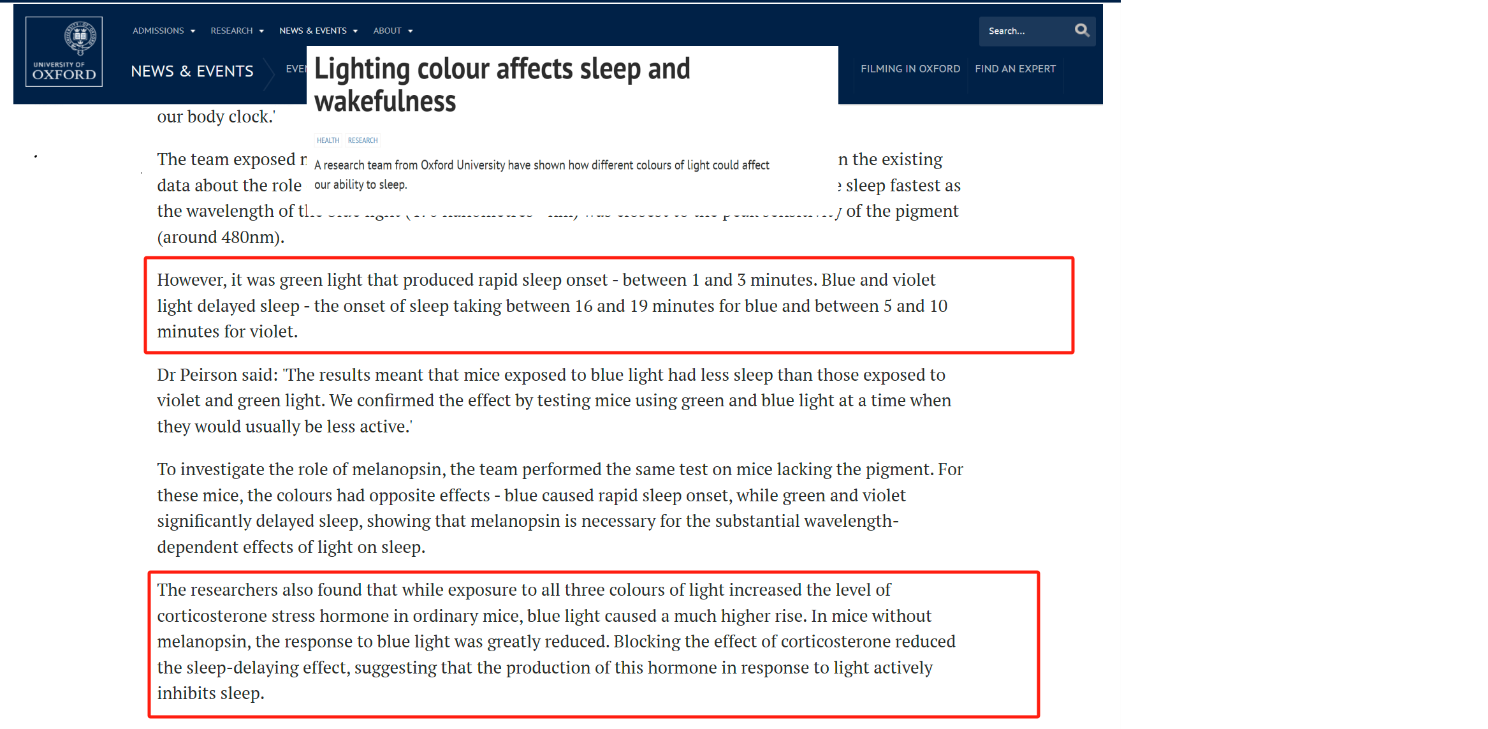 ADMISSIONS RESEARCH NEWS & EVENTS ABOUT
Search...
UNIVERSITY OF
OXFORD
NEWS & EVENTS
FILMING IN OXFORD FIND AN EXPERT
Lighting colour affects sleep and
wakefulness
HEALTH RESEARCH
A research team from Oxford University have shown how different colours of light could affect
our ability to sleep.
our body clock.'
The team exposed
n the existing
data about the role
sleep fastest as
the wavelength of
of the pigment
(around 480nm).
However, it was green light that produced rapid sleep onset - between 1 and 3 minutes. Blue and violet
light delayed sleep - the onset of sleep taking between 16 and 19 minutes for blue and between 5 and 10
minutes for violet.
Dr Peirson said: 'The results meant that mice exposed to blue light had less sleep than those exposed to
violet and green light. We confirmed the effect by testing mice using green and blue light at a time when
they would usually be less active.'
To investigate the role of melanopsin, the team performed the same test on mice lacking the pigment. For
these mice, the colours had opposite effects - blue caused rapid sleep onset, while green and violet
significantly delayed sleep, showing that melanopsin is necessary for the substantial wavelength-
dependent effects of light on sleep.
The researchers also found that while exposure to all three colours of light increased the level of
corticosterone stress hormone in ordinary mice, blue light caused a much higher rise. In mice without
melanopsin, the response to blue light was greatly reduced. Blocking the effect of corticosterone reduced
the sleep-delaying effect, suggesting that the production of this hormone in response to light actively
inhibits sleep.